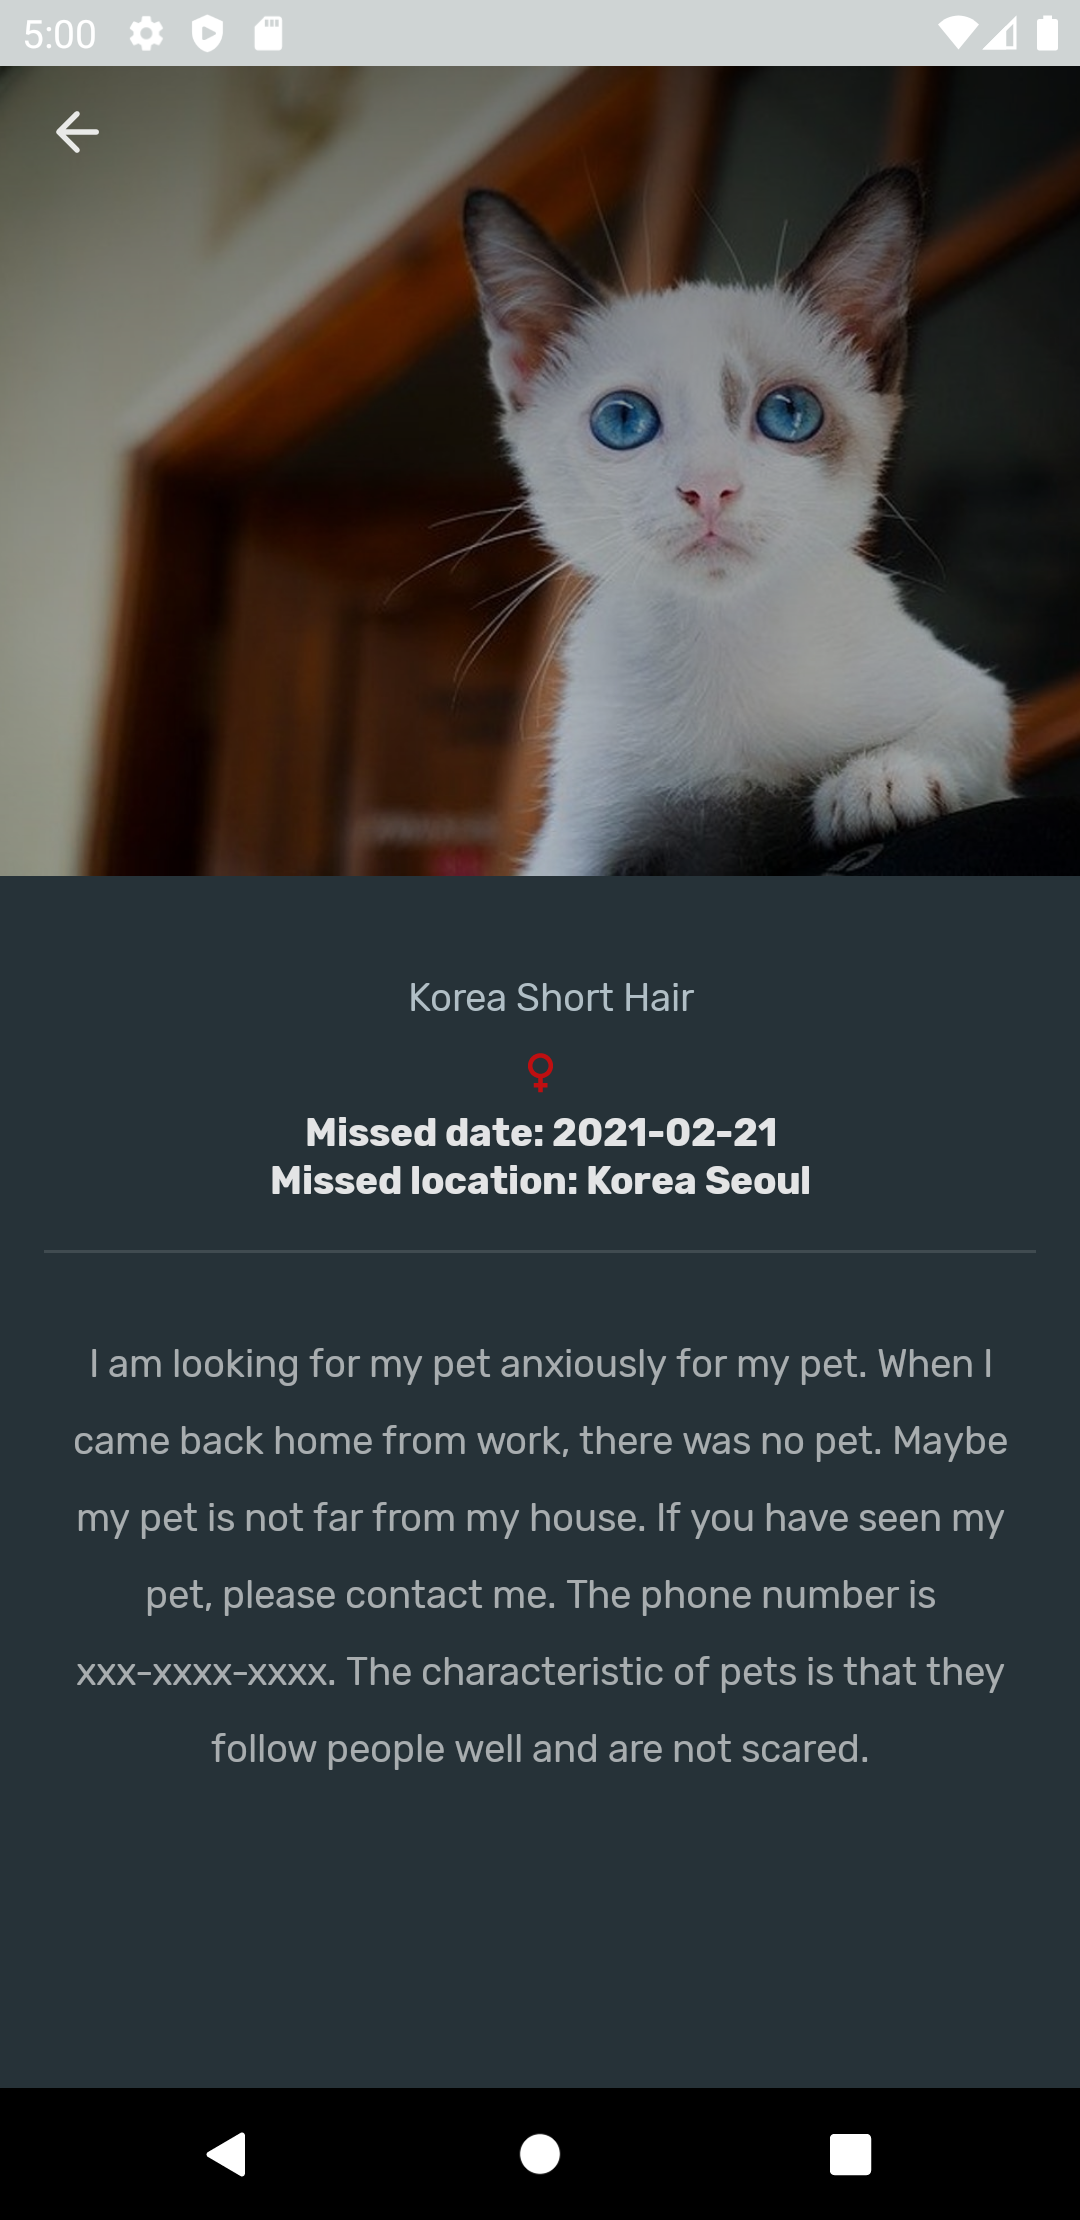 5:00
Korea Short Hair
Missed date: 2021-02-21
Missed location: Korea Seoul
I am looking for my pet anxiously for my pet. When I
came back home from work, there was no pet. Maybe
my pet is not far from my house. If you have seen my
pet, please contact me. The phone number is
xxx-xxxx-xxxx. The characteristic of pets is that they
follow people well and are not scared.